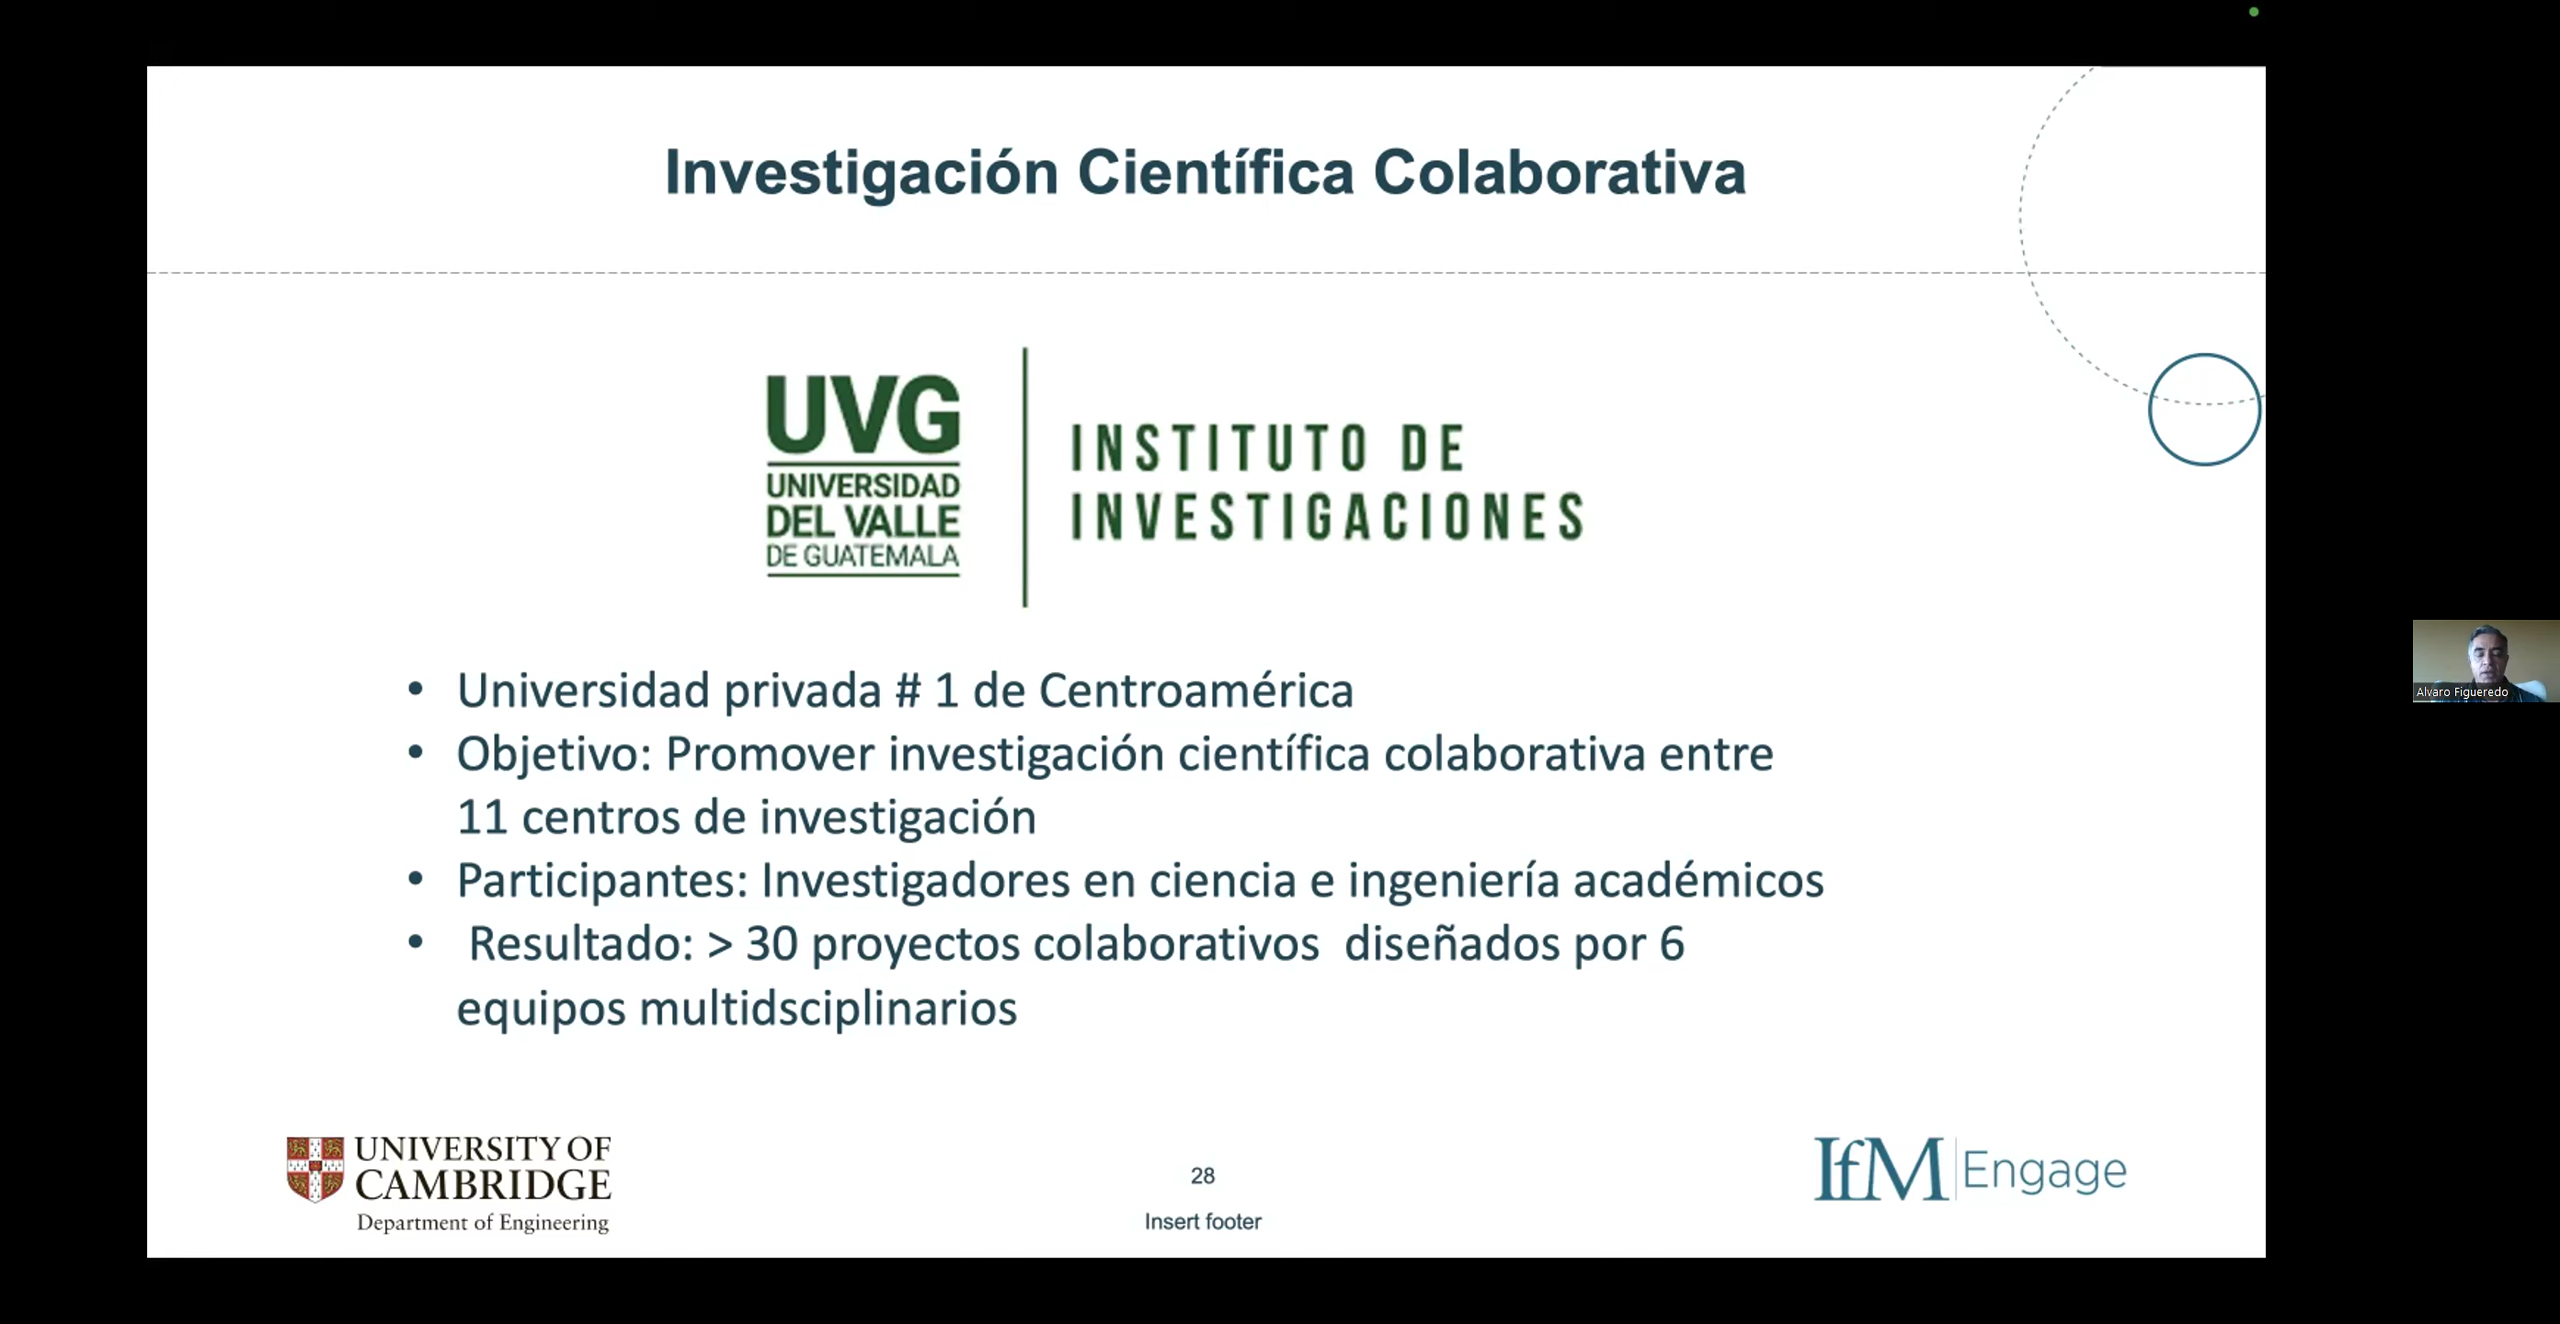 Investigación Científica Colaborativa
UVG
UNIVERSIDAD
DEL VALLE
DE GUATEMALA
INSTITUTO DE
INVESTIGACIONES
• Universidad privada # 1 de Centroamérica
• Objetivo: Promover investigación científica colaborativa entre
11 centros de investigación
• Participantes: Investigadores en ciencia e ingeniería académicos
• Resultado: > 30 proyectos colaborativos diseñados por 6
equipos multidsciplinarios
Alvaro Figueredo
UNIVERSITY OF
CAMBRIDGE
Department of Engineering
28
Insert footer
IfM Engage